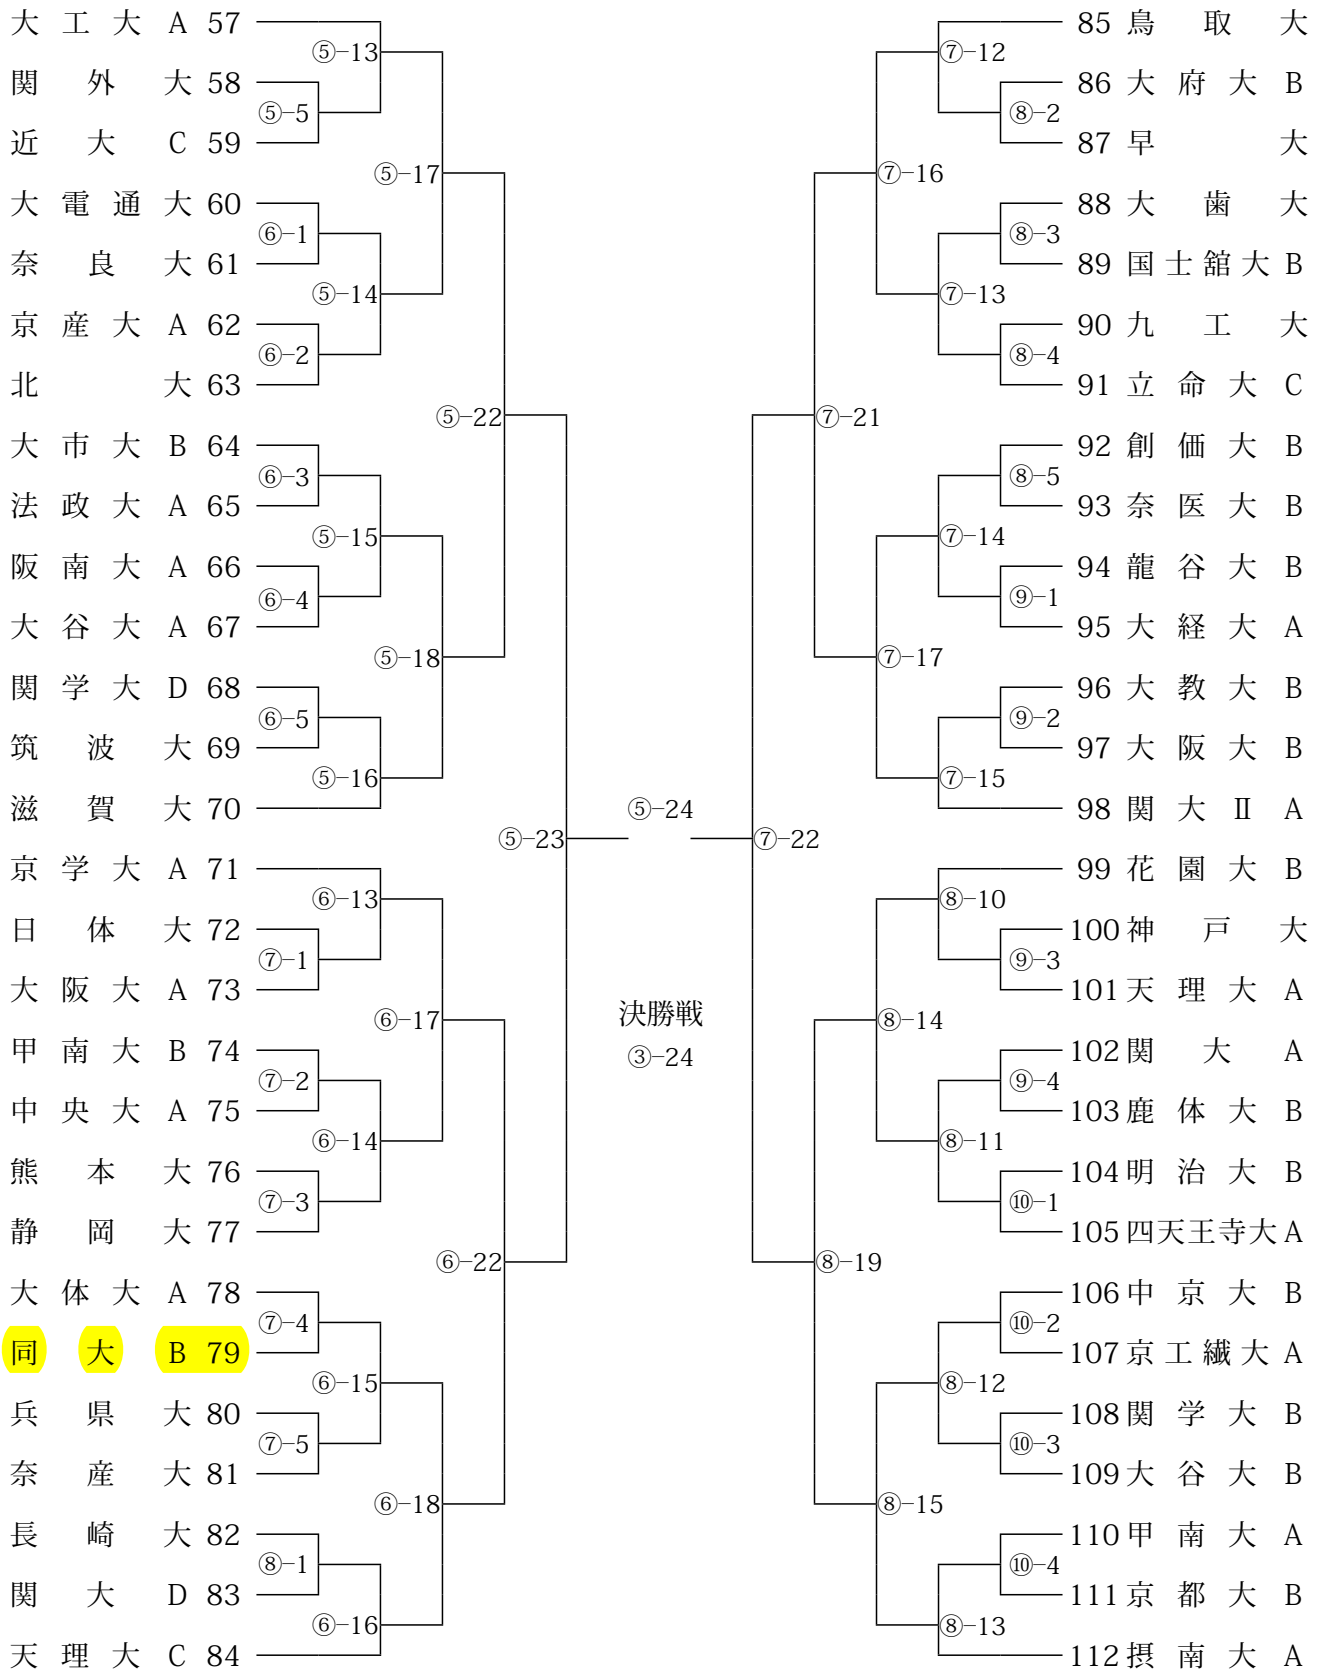 大工大A 57
⑤-13
関外大 58
⑤-5
近大C 59
⑤-17
大電通大 60
⑥-1
奈良大 61
⑤-14
京産大A 62
⑥-2
北大 63
⑤-22
大市大B 64
⑥-3
法政大A 65
⑤-15
阪南大A 66
⑥-4
大谷大A 67
⑤-18
関学大D 68
⑥-5
筑波大 69
⑤-16
滋賀大 70
⑤-23
京学大A 71
⑥-13
日体大 72
⑦-1
大阪大A 73
⑥-17
甲南大B 74
⑦-2
中央大A 75
⑥-14
熊本大 76
⑦-3
静岡大 77
⑥-22
大体大A 78
⑦-4
同大B 79
⑥-15
兵県大 80
⑦-5
奈産大 81
⑥-18
長崎大 82
⑧-1
関大D 83
⑥-16
天理大C 84
⑤-24
決勝戦
③-24
85 鳥取大
⑦-12
86 大府大B
⑧-2
87 早大
⑦-16
88 大歯大
⑧-3
89 国士舘大B
⑦-13
90 九工大
⑧-4
91 立命大C
⑦-21
92 創価大B
⑧-5
93 奈医大B
⑦-14
94 龍谷大B
⑨-1
95 大経大A
⑦-17
96 大教大B
⑨-2
97 大阪大B
⑦-15
98 関大ⅡA
⑦-22
99 花園大B
⑧-10
100 神戸大
⑨-3
101 天理大A
⑧-14
102 関大A
⑨-4
103 鹿体大B
⑧-11
104 明治大B
⑩-1
105 四天王寺大A
⑧-19
106 中京大B
⑩-2
107 京工繊大A
⑧-12
108 関学大B
⑩-3
109 大谷大B
⑧-15
110 甲南大A
⑩-4
111 京都大B
⑧-13
112 摂南大A